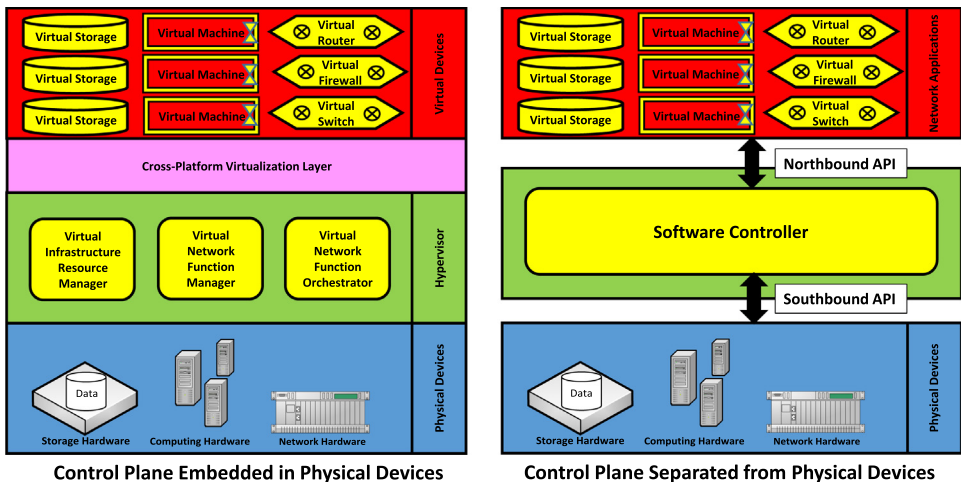 Virtual Storage
Virtual Machine
Virtual
Router
Virtual Storage
Virtual Machine
Virtual
Firewall
Virtual Storage
Virtual Machine
Virtual
Switch
Virtual Devices
Cross-Platform Virtualization Layer
Virtual
Infrastructure
Resource
Manager
Virtual
Network
Function
Manager
Virtual
Network
Function
Orchestrator
Hypervisor
Data
Storage Hardware
Computing Hardware
Network Hardware
Physical Devices
Control Plane Embedded in Physical Devices
Virtual Storage
Virtual Machine
Virtual
Router
Virtual Storage
Virtual Machine
Virtual
Firewall
Virtual Storage
Virtual Machine
Virtual
Switch
Network Applications
Northbound API
Software Controller
Southbound API
Data
Storage Hardware
Computing Hardware
Network Hardware
Physical Devices
Control Plane Separated from Physical Devices